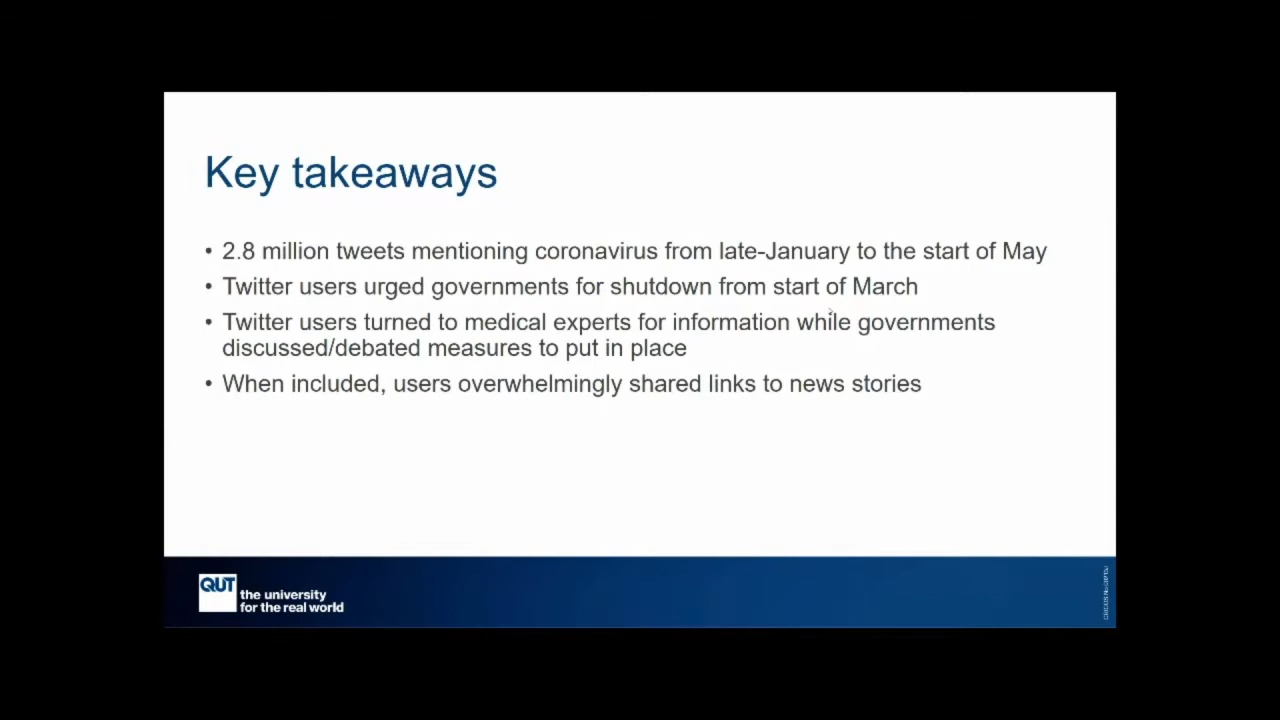 Key takeaways
• 2.8 million tweets mentioning coronavirus from late-January to the start of May
• Twitter users urged governments for shutdown from start of March
• Twitter users turned to medical experts for information while governments
discussed/debated measures to put in place
• When included, users overwhelmingly shared links to news stories
QUT
the university
for the real world